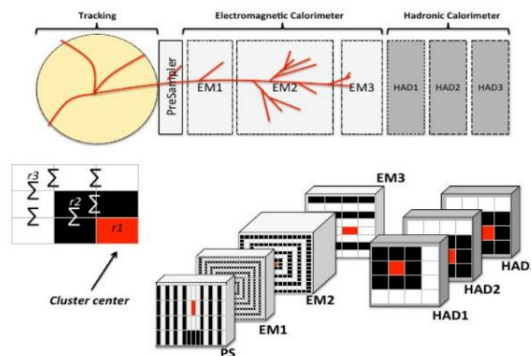 Tracking Electromagnetic Calorimeter Hadronic Calorimeter
PreSampler EM1 EM2 EM3 HAD1 HAD2 HAD3
r3 Σ Σ
Σ r2 Σ
Σ Σ r1
Cluster center
EM3
HAD3
HAD2
HAD1
EM2
EM1
PS